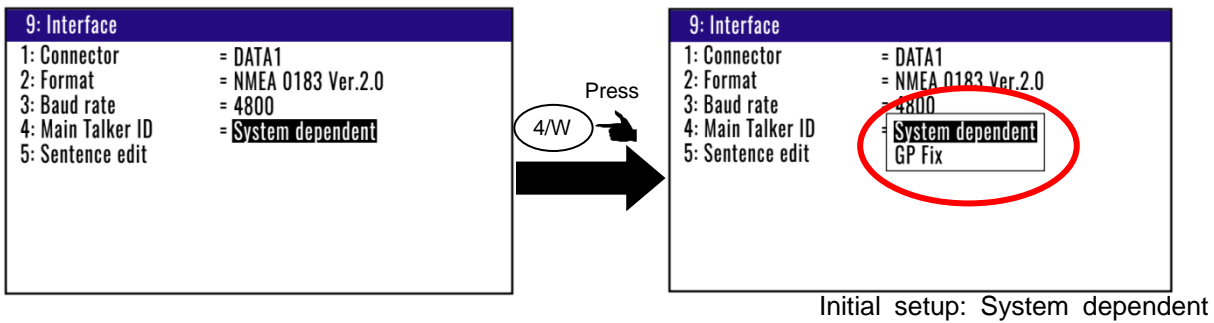 9: Interface
1: Connector = DATA1
2: Format = NMEA 0183 Ver.2.0
3: Baud rate = 4800
4: Main Talker ID = System dependent
5: Sentence edit
Press
4/W
9: Interface
1: Connector = DATA1
2: Format = NMEA 0183 Ver.2.0
3: Baud rate = 4800
4: Main Talker ID = System dependent
5: Sentence edit GP Fix
Initial setup: System dependent